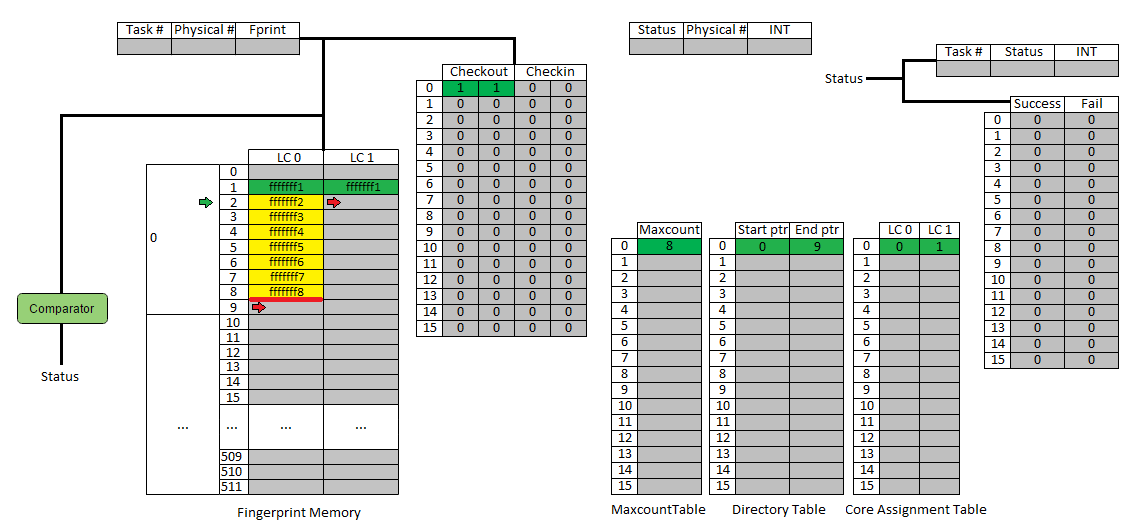 Task # Physical # Fprint
Status Physical # INT
Task # Status INT
Status
Checkout Checkin
0 1 1 0 0
1 0 0 0 0
2 0 0 0 0
3 0 0 0 0
4 0 0 0 0
5 0 0 0 0
6 0 0 0 0
7 0 0 0 0
8 0 0 0 0
9 0 0 0 0
10 0 0 0 0
11 0 0 0 0
12 0 0 0 0
13 0 0 0 0
14 0 0 0 0
15 0 0 0 0
Success Fail
0 0 0
1 0 0
2 0 0
3 0 0
4 0 0
5 0 0
6 0 0
7 0 0
8 0 0
9 0 0
10 0 0
11 0 0
12 0 0
13 0 0
14 0 0
15 0 0
LC 0 LC 1
0
1 fffffff1 fffffff1
2 fffffff2
3 fffffff3
0
4 fffffff4
5 fffffff5
6 fffffff6
7 fffffff7
8 fffffff8
9
10
11
12
13
14
15
... ... ... ...
509
510
511
Fingerprint Memory
Comparator
Status
Maxcount
0 8
1
2
3
4
5
6
7
8
9
10
11
12
13
14
15
MaxcountTable
Start ptr End ptr
0 0 9
1
2
3
4
5
6
7
8
9
10
11
12
13
14
15
Directory Table
LC 0 LC 1
0 0 1
1
2
3
4
5
6
7
8
9
10
11
12
13
14
15
Core Assignment Table